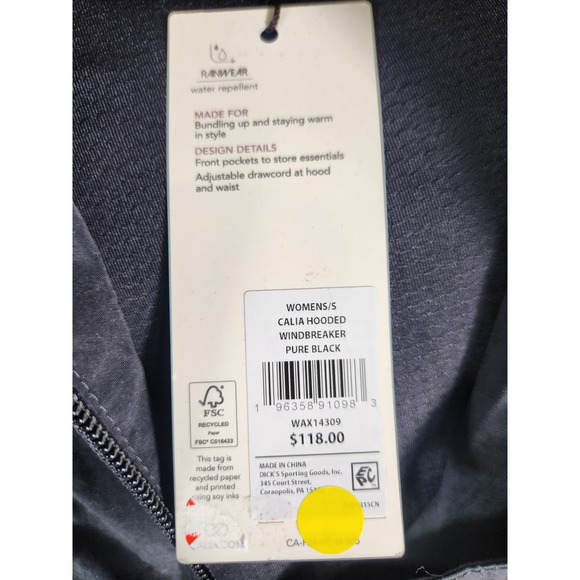 RAINWEAR
water repellent
MADE FOR
Bundling up and staying warm
in style
DESIGN DETAILS
Front pockets to store essentials
Adjustable drawcord at hood
and waist
WOMENS/S
CALIA HOODED
WINDBREAKER
PURE BLACK
1 96358 91098 3
WAX14309
$118.00
FSC
RECYCLED
Paper
FSC® C016423
MADE IN CHINA
DICK'S Sporting Goods, Inc.
345 Court Street,
Coraopolis, PA
This tag is
made from
recycled paper
and printed
using soy inks